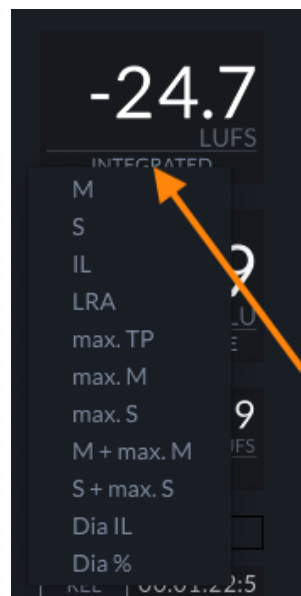 -24.7
LUFS
INTEGRATED
M
S
IL
LRA
max. TP
max. M
max. S
M + max. M
S + max. S
Dia IL
Dia %
9
LU
E
9
UFS
REL
00:01:22:5